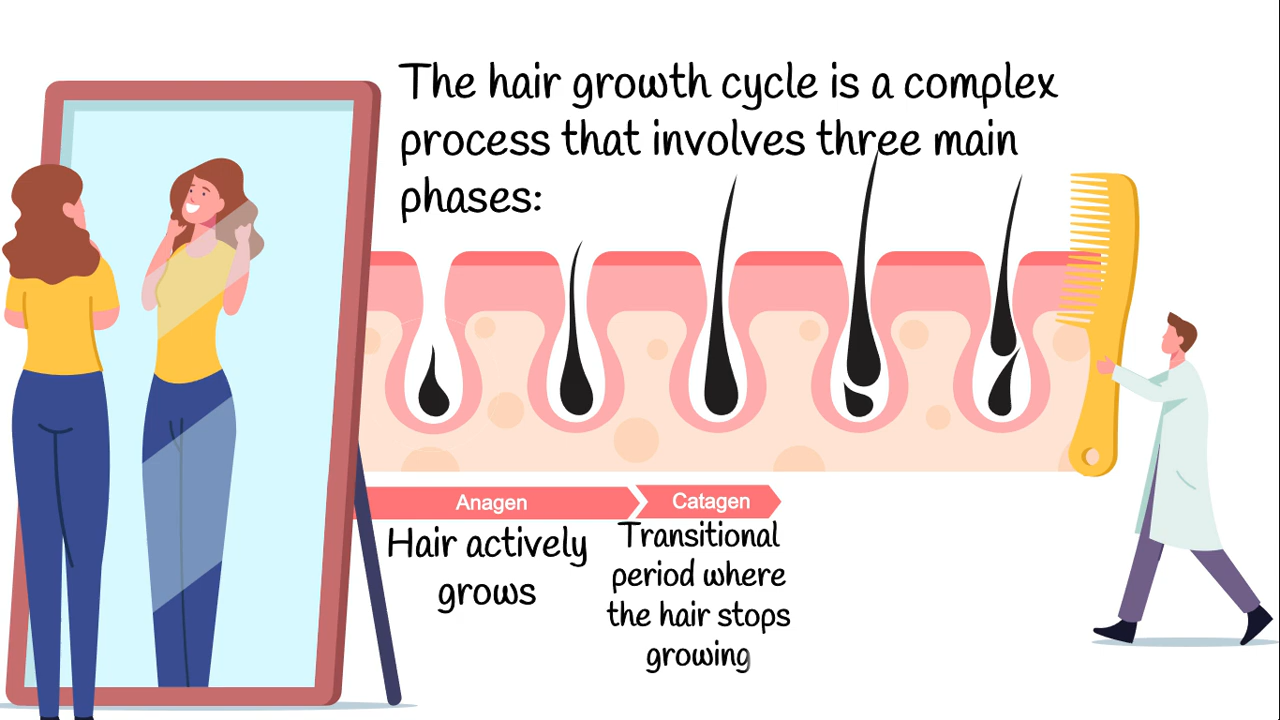 The hair growth cycle is a complex
process that involves three main
phases:
Anagen
Catagen
Hair actively
grows
Transitional
period where
the hair stops
growing